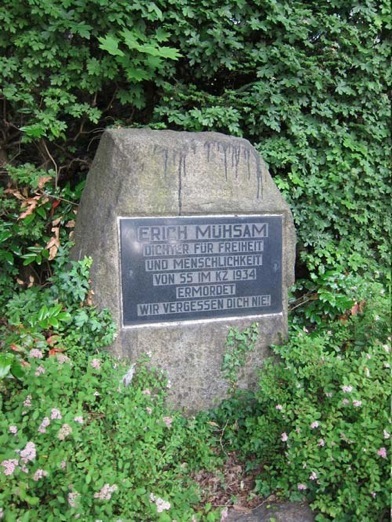 ERICH MÜHSAM
DICHTER FÜR FREIHEIT
UND MENSCHLICHKEIT
VON SS IM KZ 1934
ERMORDET
WIR VERGESSEN DICH NIE!